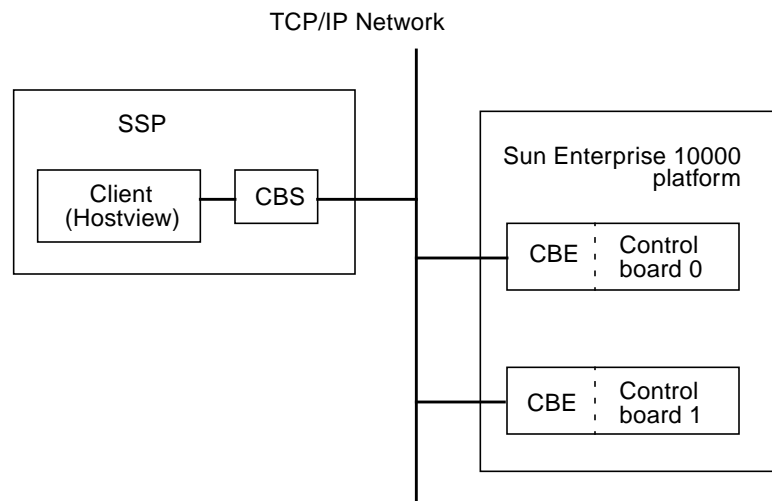 TCP/IP Network
SSP
Client
(Hostview)
CBS
Sun Enterprise 10000
platform
CBE
Control
board 0
CBE
Control
board 1